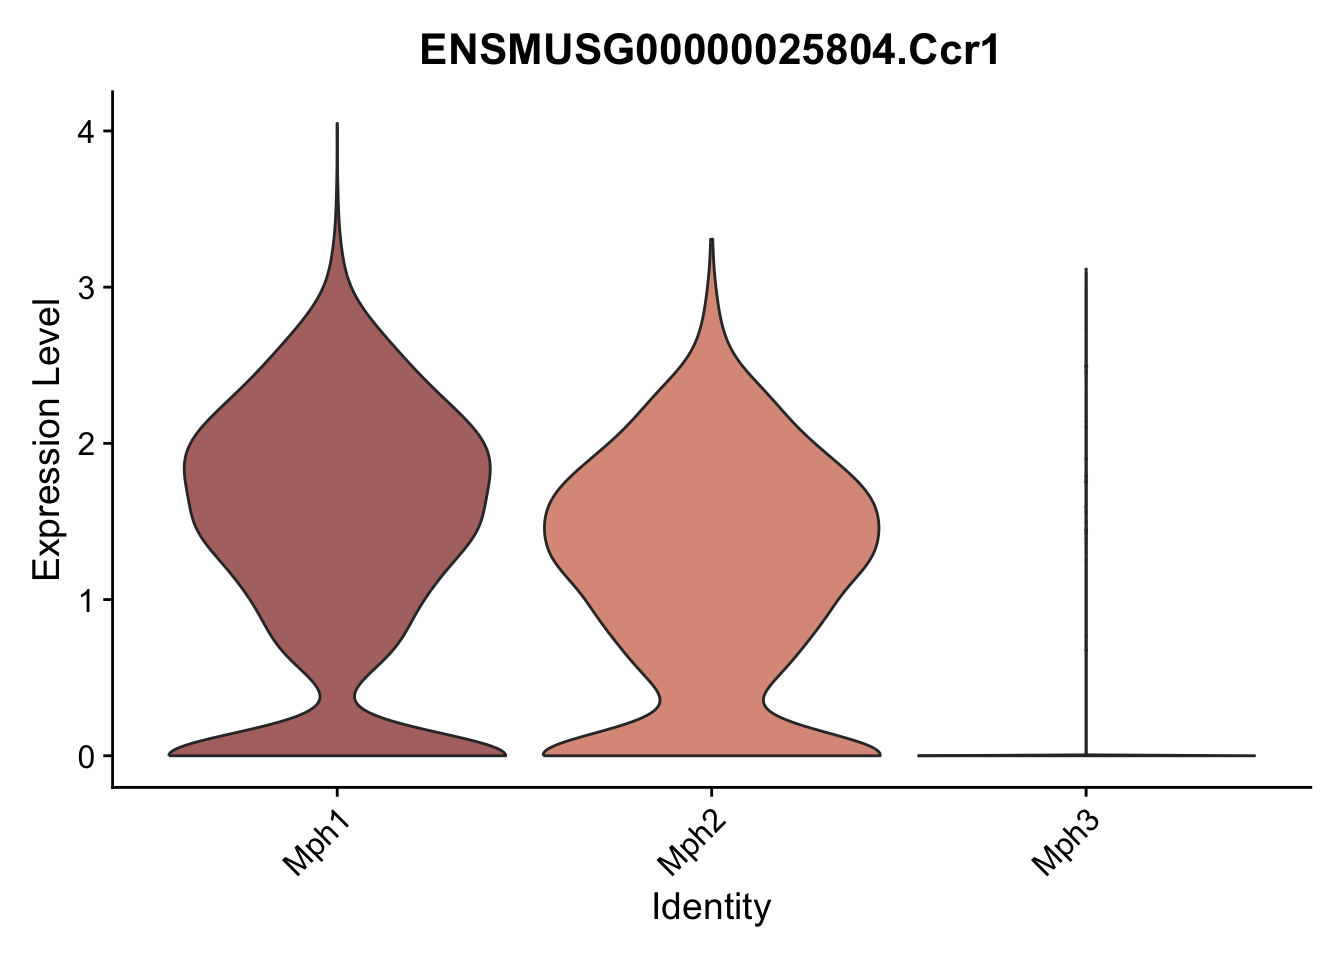 ENSMUSG00000025804.Ccr1
Expression Level
4
3
2
1
0
Mph1
Mph2
Mph3
Identity